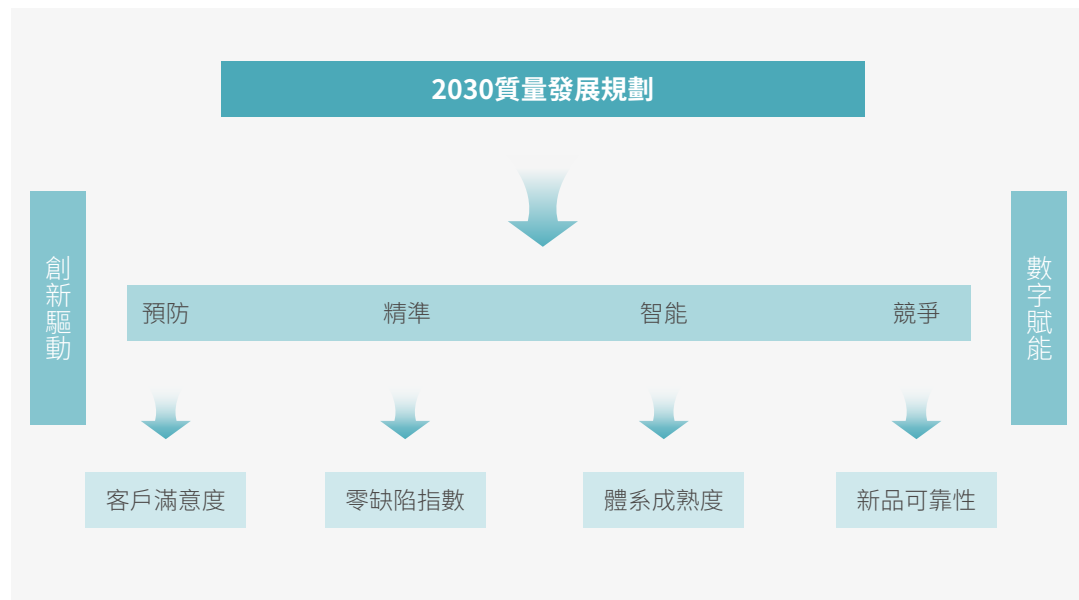 2030質量發展規劃
創新驅動
預防
精準
智能
競爭
數字賦能
客戶滿意度
零缺陷指數
體系成熟度
新品可靠性